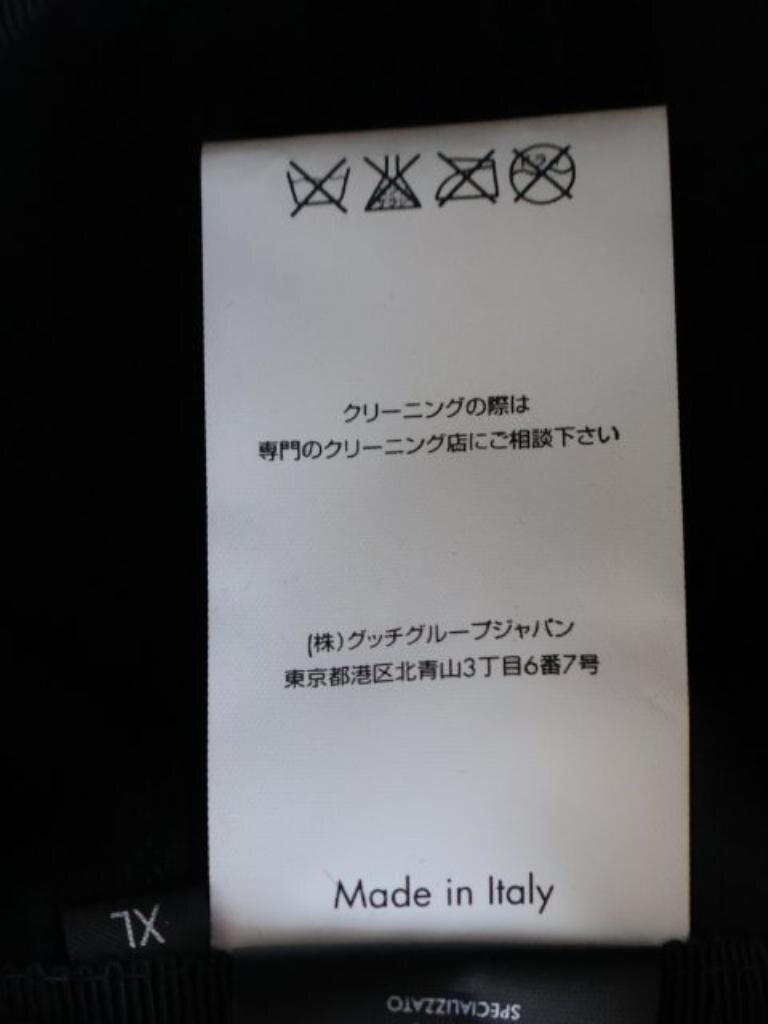 クリーニングの際は
専門のクリーニング店にご相談下さい
(株)グッチグループジャパン
東京都港区北青山3丁目6番7号
Made in Italy
XL
SPECIALIZZATO